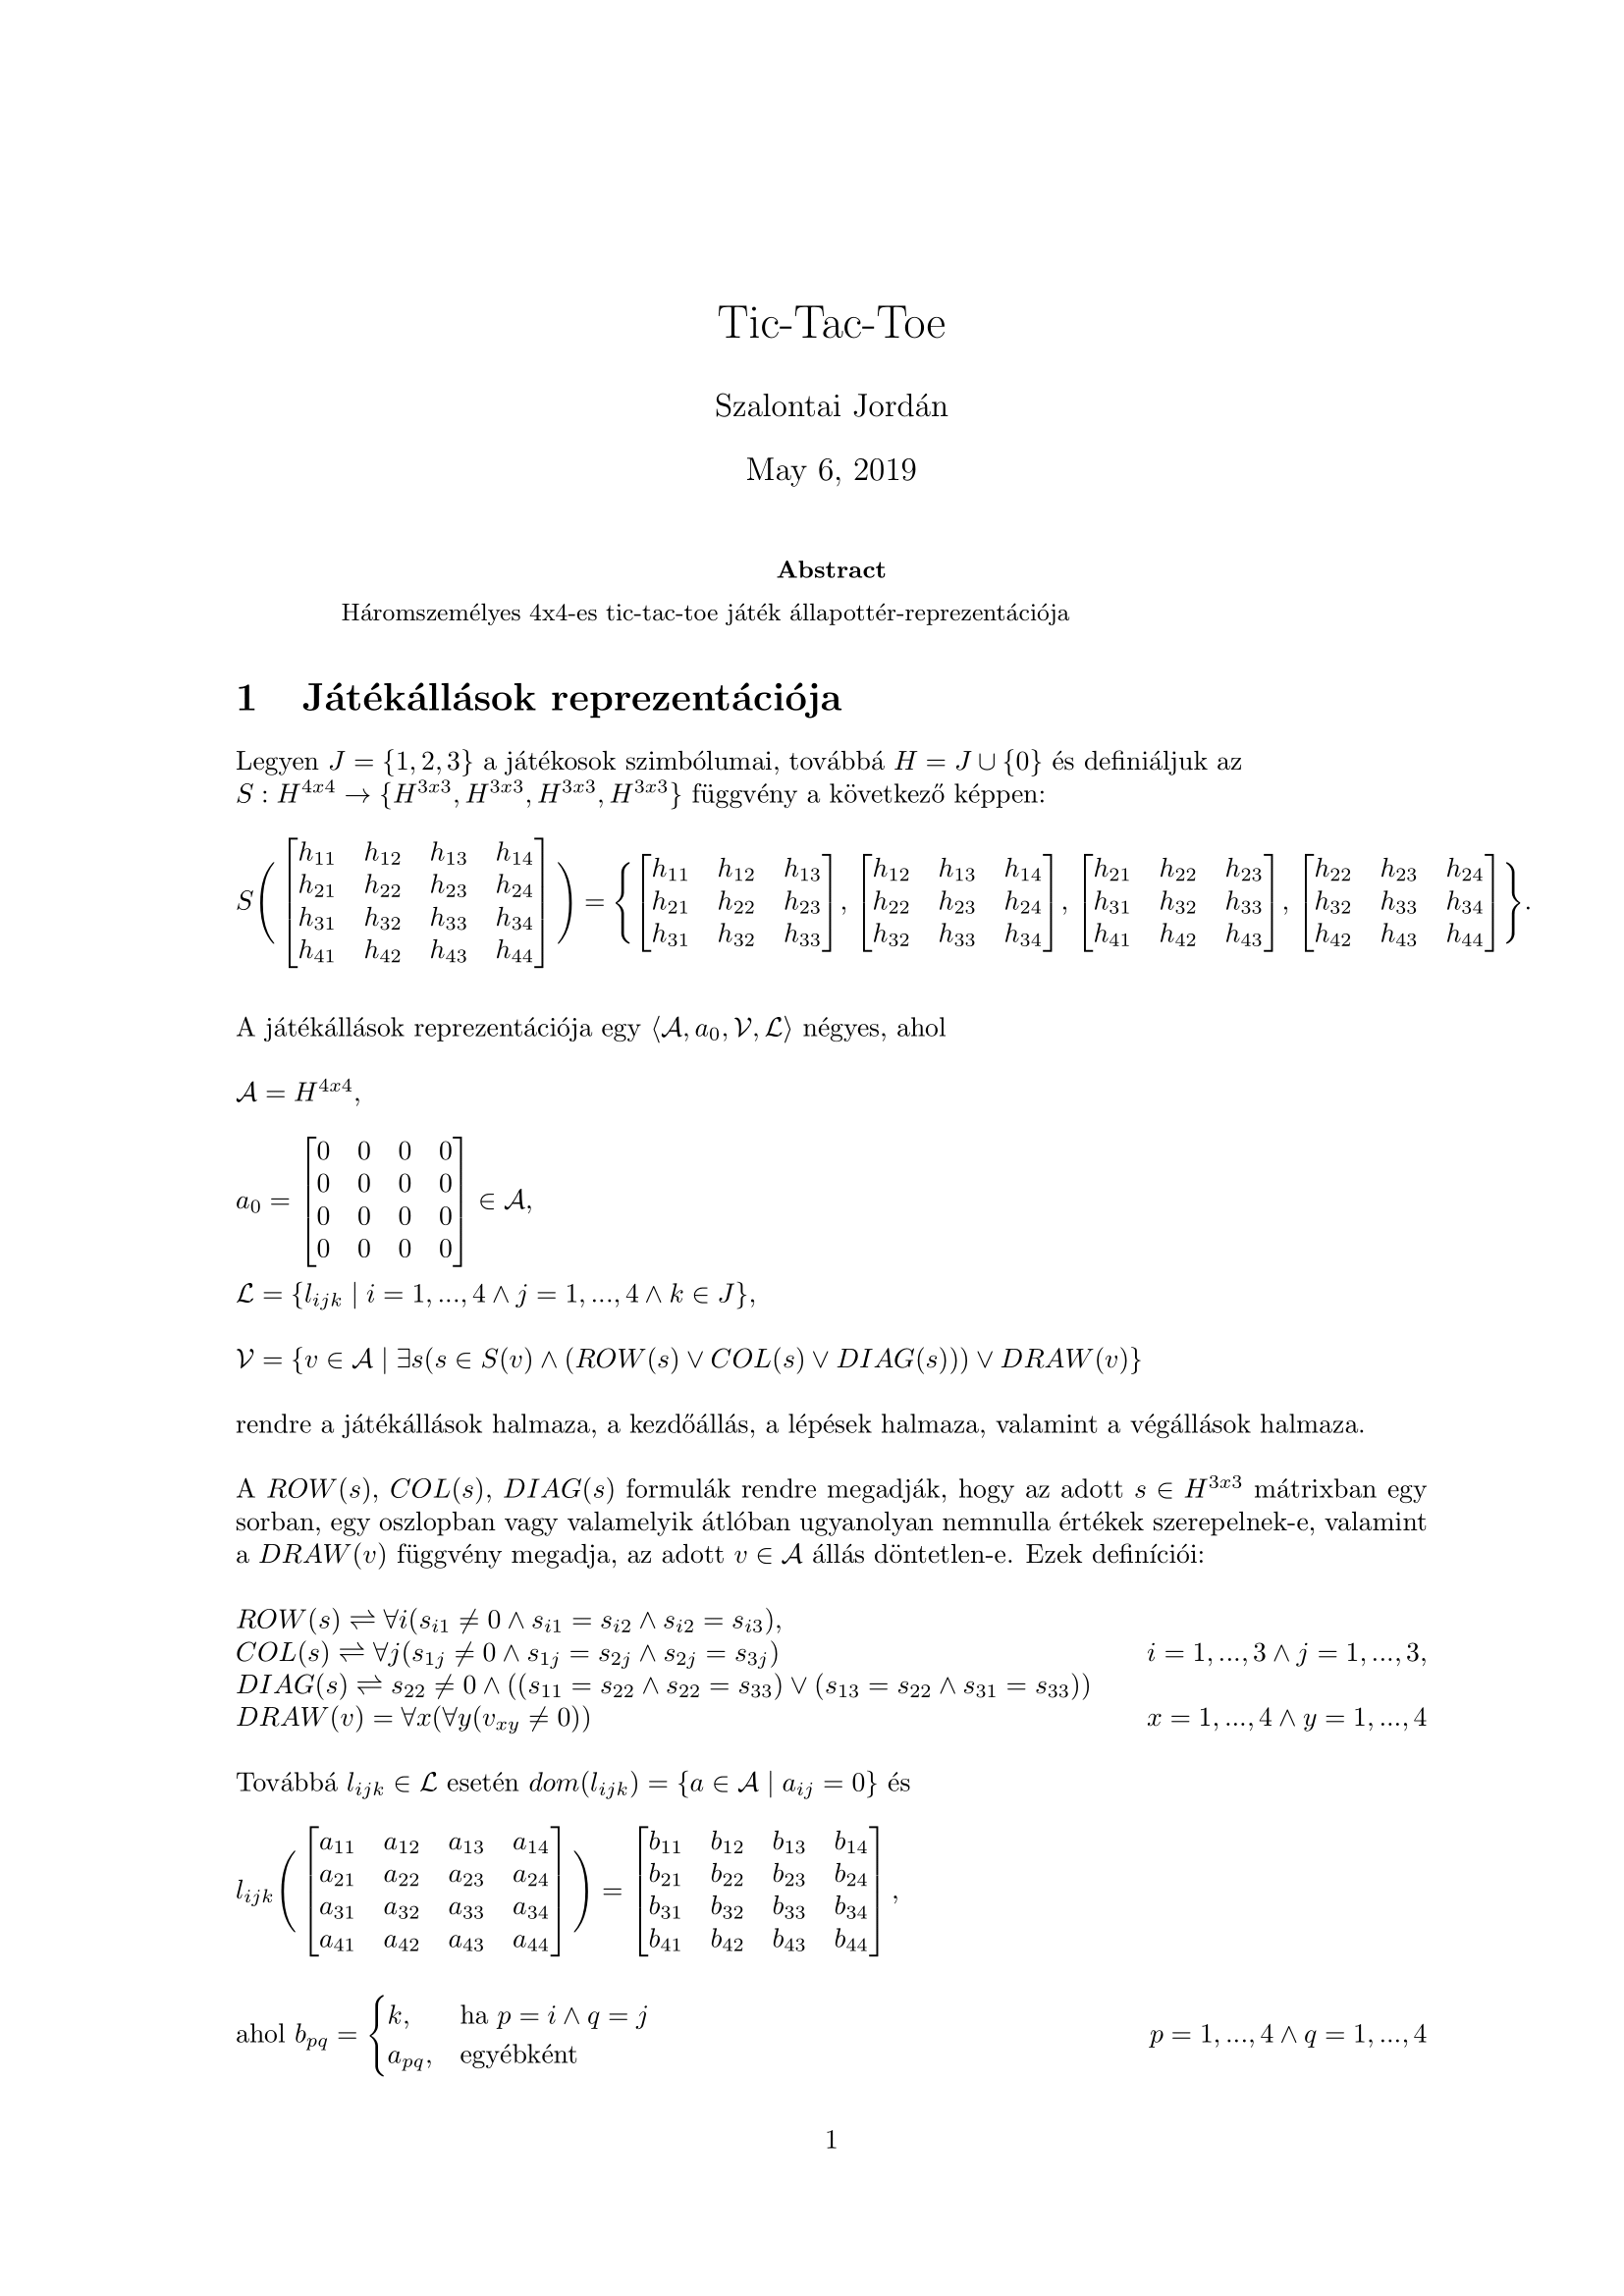 Tic-Tac-Toe
Szalontai Jordán
May 6, 2019
Abstract
Háromszemélyes 4x4-es tic-tac-toe játék állapottér-reprezentációja
1 Játékállások reprezentációja
Legyen $J = \{1, 2, 3\}$ a játékosok szimbólumai, továbbá $H = J \cup \{0\}$ és definiáljuk az
$S : H^{4x4} \to \{H^{3x3}, H^{3x3}, H^{3x3}, H^{3x3}\}$ függvény a következő képpen:
$S\left(\begin{bmatrix} h_{11} & h_{12} & h_{13} & h_{14} \\ h_{21} & h_{22} & h_{23} & h_{24} \\ h_{31} & h_{32} & h_{33} & h_{34} \\ h_{41} & h_{42} & h_{43} & h_{44} \end{bmatrix}\right) = \left\{\begin{bmatrix} h_{11} & h_{12} & h_{13} \\ h_{21} & h_{22} & h_{23} \\ h_{31} & h_{32} & h_{33} \end{bmatrix}, \begin{bmatrix} h_{12} & h_{13} & h_{14} \\ h_{22} & h_{23} & h_{24} \\ h_{32} & h_{33} & h_{34} \end{bmatrix}, \begin{bmatrix} h_{21} & h_{22} & h_{23} \\ h_{31} & h_{32} & h_{33} \\ h_{41} & h_{42} & h_{43} \end{bmatrix}, \begin{bmatrix} h_{22} & h_{23} & h_{24} \\ h_{32} & h_{33} & h_{34} \\ h_{42} & h_{43} & h_{44} \end{bmatrix}\right\}.$
A játékállások reprezentációja egy $\langle \mathcal{A}, a_0, \mathcal{V}, \mathcal{L} \rangle$ négyes, ahol
$\mathcal{A} = H^{4x4},$
$a_0 = \begin{bmatrix} 0 & 0 & 0 & 0 \\ 0 & 0 & 0 & 0 \\ 0 & 0 & 0 & 0 \\ 0 & 0 & 0 & 0 \end{bmatrix} \in \mathcal{A},$
$\mathcal{L} = \{l_{ijk} \mid i = 1, ..., 4 \wedge j = 1, ..., 4 \wedge k \in J\},$
$\mathcal{V} = \{v \in \mathcal{A} \mid \exists s(s \in S(v) \wedge (ROW(s) \vee COL(s) \vee DIAG(s))) \vee DRAW(v)\}$
rendre a játékállások halmaza, a kezdőállás, a lépések halmaza, valamint a végállások halmaza.
A $ROW(s)$, $COL(s)$, $DIAG(s)$ formulák rendre megadják, hogy az adott $s \in H^{3x3}$ mátrixban egy
sorban, egy oszlopban vagy valamelyik átlóban ugyanolyan nemnulla értékek szerepelnek-e, valamint
a $DRAW(v)$ függvény megadja, az adott $v \in \mathcal{A}$ állás döntetlen-e. Ezek definíciói:
$ROW(s) \rightleftharpoons \forall i(s_{i1} \neq 0 \wedge s_{i1} = s_{i2} \wedge s_{i2} = s_{i3}),$
$COL(s) \rightleftharpoons \forall j(s_{1j} \neq 0 \wedge s_{1j} = s_{2j} \wedge s_{2j} = s_{3j})$ $i = 1, ..., 3 \wedge j = 1, ..., 3,$
$DIAG(s) \rightleftharpoons s_{22} \neq 0 \wedge ((s_{11} = s_{22} \wedge s_{22} = s_{33}) \vee (s_{13} = s_{22} \wedge s_{31} = s_{33}))$
$DRAW(v) = \forall x(\forall y(v_{xy} \neq 0))$ $x = 1, ..., 4 \wedge y = 1, ..., 4$
Továbbá $l_{ijk} \in \mathcal{L}$ esetén $dom(l_{ijk}) = \{a \in \mathcal{A} \mid a_{ij} = 0\}$ és
$l_{ijk}\left(\begin{bmatrix} a_{11} & a_{12} & a_{13} & a_{14} \\ a_{21} & a_{22} & a_{23} & a_{24} \\ a_{31} & a_{32} & a_{33} & a_{34} \\ a_{41} & a_{42} & a_{43} & a_{44} \end{bmatrix}\right) = \begin{bmatrix} b_{11} & b_{12} & b_{13} & b_{14} \\ b_{21} & b_{22} & b_{23} & b_{24} \\ b_{31} & b_{32} & b_{33} & b_{34} \\ b_{41} & b_{42} & b_{43} & b_{44} \end{bmatrix},$
ahol $b_{pq} = \begin{cases} k, & \text{ha } p = i \wedge q = j \\ a_{pq}, & \text{egyébként} \end{cases}$ $p = 1, ..., 4 \wedge q = 1, ..., 4$
1